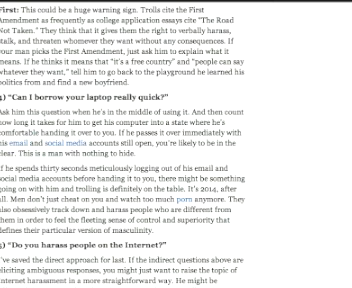 First: This could be a huge warning sign. Trolls cite the First
Amendment as frequently as college application essays cite “The Road
Not Taken.” They think that it gives them the right to verbally harass,
stalk, and threaten whomever they want without any consequences. If
your man picks the First Amendment, just ask him to explain what it
means. If he thinks it means that “it’s a free country” and “people can say
whatever they want,” tell him to go back to the playground he learned his
politics from and find a new boyfriend.
4) “Can I borrow your laptop really quick?”
Ask him this question when he’s in the middle of using it. And then count
how long it takes for him to get his computer into a state where he’s
comfortable handing it over to you. If he passes it over immediately with
his email and social media accounts still open, you’re likely to be in the
clear. This is a man with nothing to hide.
If he spends thirty seconds meticulously logging out of his email and
social media accounts before handing it to you, there might be something
going on with him and trolling is definitely on the table. It’s 2014, after
all. Men don’t just cheat on you and watch too much porn anymore. They
also obsessively track down and harass people who are different from
them in order to feel the fleeting sense of control and superiority that
defines their particular version of masculinity.
5) “Do you harass people on the Internet?”
I’ve saved the direct approach for last. If the indirect questions above are
eliciting ambiguous responses, you might just want to raise the topic of
Internet harassment in a more straightforward way. He might be